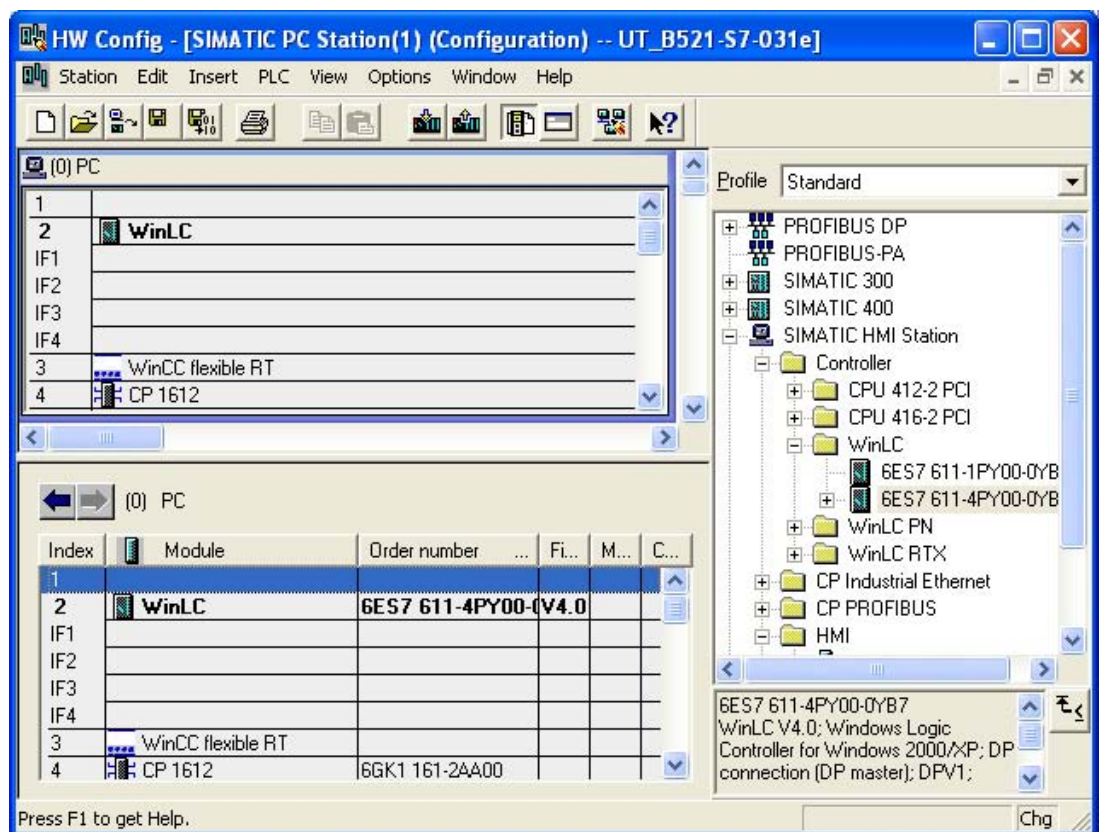 HW Config - [SIMATIC PC Station(1) (Configuration) -- UT_B521-S7-031e]
Station Edit Insert PLC View Options Window Help
(0) PC
1
2 WinLC
IF1
IF2
IF3
IF4
3 WinCC flexible RT
4 CP 1612
(0) PC
Index Module Order number ... Fi... M... C...
1
2 WinLC 6ES7 611-4PY00-( V4.0
IF1
IF2
IF3
IF4
3 WinCC flexible RT
4 CP 1612 6GK1 161-2AA00
Profile Standard
PROFIBUS DP
PROFIBUS-PA
SIMATIC 300
SIMATIC 400
SIMATIC HMI Station
Controller
CPU 412-2 PCI
CPU 416-2 PCI
WinLC
6ES7 611-1PY00-0YB
6ES7 611-4PY00-0YB
WinLC PN
WinLC RTX
CP Industrial Ethernet
CP PROFIBUS
HMI
6ES7 611-4PY00-0YB7
WinLC V4.0; Windows Logic
Controller for Windows 2000/XP; DP
connection (DP master); DPV1;
Press F1 to get Help. Chg